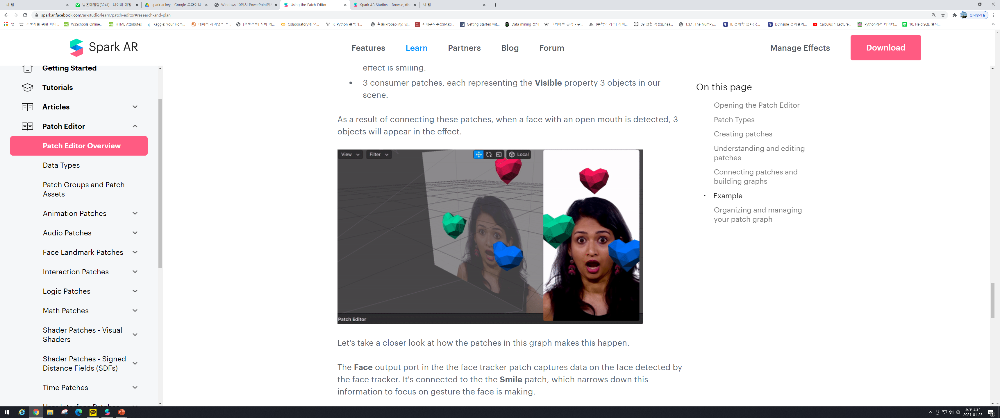 새 탭
받은메일함(3241) : 네이버 메일
spark ar.key - Google 드라이브
Windows 10에서 PowerPoint에
Using the Patch Editor
Spark AR Studios – Browse, disc
새 탭
sparkar.facebook.com/ar-studio/learn/patch-editor#research-and-plan
일시중지됨
앱
초보자를 위한 파이...
W3Schools Online...
HTML Attributes
Kaggle: Your Hom...
데이터 사이언스 스...
[프로젝트] 자바 네...
Colaboratory에 오...
R, Python 분석과...
확률(Probability) vs...
최대우도추정(Maxi...
Getting Started wit...
Data mining 정의
크라메르 공식 - 위...
[수학의 기초] 기저...
09 선형 독립(Linea...
1.3.1. The NumPy...
II. 경제학 심화(국...
DCinside 경제갤에...
Calculus 1 Lecture...
Python에서 데이터...
10. HeidiSQL 설치...
Spark AR
Features
Learn
Partners
Blog
Forum
Manage Effects
Download
Getting Started
Tutorials
Articles
Patch Editor
Patch Editor Overview
Data Types
Patch Groups and Patch
Assets
Animation Patches
Audio Patches
Face Landmark Patches
Interaction Patches
Logic Patches
Math Patches
Shader Patches - Visual
Shaders
Shader Patches - Signed
Distance Fields (SDFs)
Time Patches
User Interface Patches
effect is smiling.
• 3 consumer patches, each representing the Visible property 3 objects in our
scene.
As a result of connecting these patches, when a face with an open mouth is detected, 3
objects will appear in the effect.
View
Filter
Local
Patch Editor
Let's take a closer look at how the patches in this graph makes this happen.
The Face output port in the the face tracker patch captures data on the face detected by
the face tracker. It's connected to the the Smile patch, which narrows down this
information to focus on gesture the face is making.
On this page
Opening the Patch Editor
Patch Types
Creating patches
Understanding and editing
patches
Connecting patches and
building graphs
• Example
Organizing and managing
your patch graph
TALK
오후 2:34
2021-01-25
1